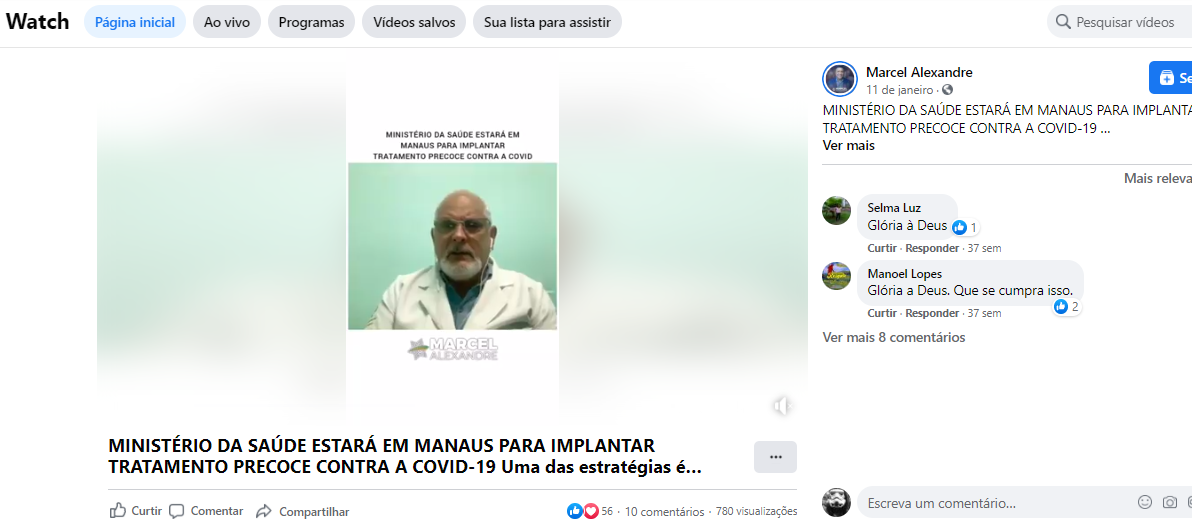 Watch
Página inicial
Ao vivo
Programas
Vídeos salvos
Sua lista para assistir
Pesquisar vídeos
MINISTÉRIO DA SAÚDE ESTARÁ EM
MANAUS PARA IMPLANTAR
TRATAMENTO PRECOCE CONTRA A COVID
MARCEL
ALEXANDRE
MINISTÉRIO DA SAÚDE ESTARÁ EM MANAUS PARA IMPLANTAR
TRATAMENTO PRECOCE CONTRA A COVID-19 Uma das estratégias é...
Curtir
Comentar
Compartilhar
56 · 10 comentários · 780 visualizações
Marcel Alexandre
11 de janeiro ·
Se
MINISTÉRIO DA SAÚDE ESTARÁ EM MANAUS PARA IMPLANTA
TRATAMENTO PRECOCE CONTRA A COVID-19 ...
Ver mais
Mais releva
Selma Luz
Glória à Deus
1
Curtir · Responder · 37 sem
Manoel Lopes
Glória a Deus. Que se cumpra isso.
2
Curtir · Responder · 37 sem
Ver mais 8 comentários
Escreva um comentário...